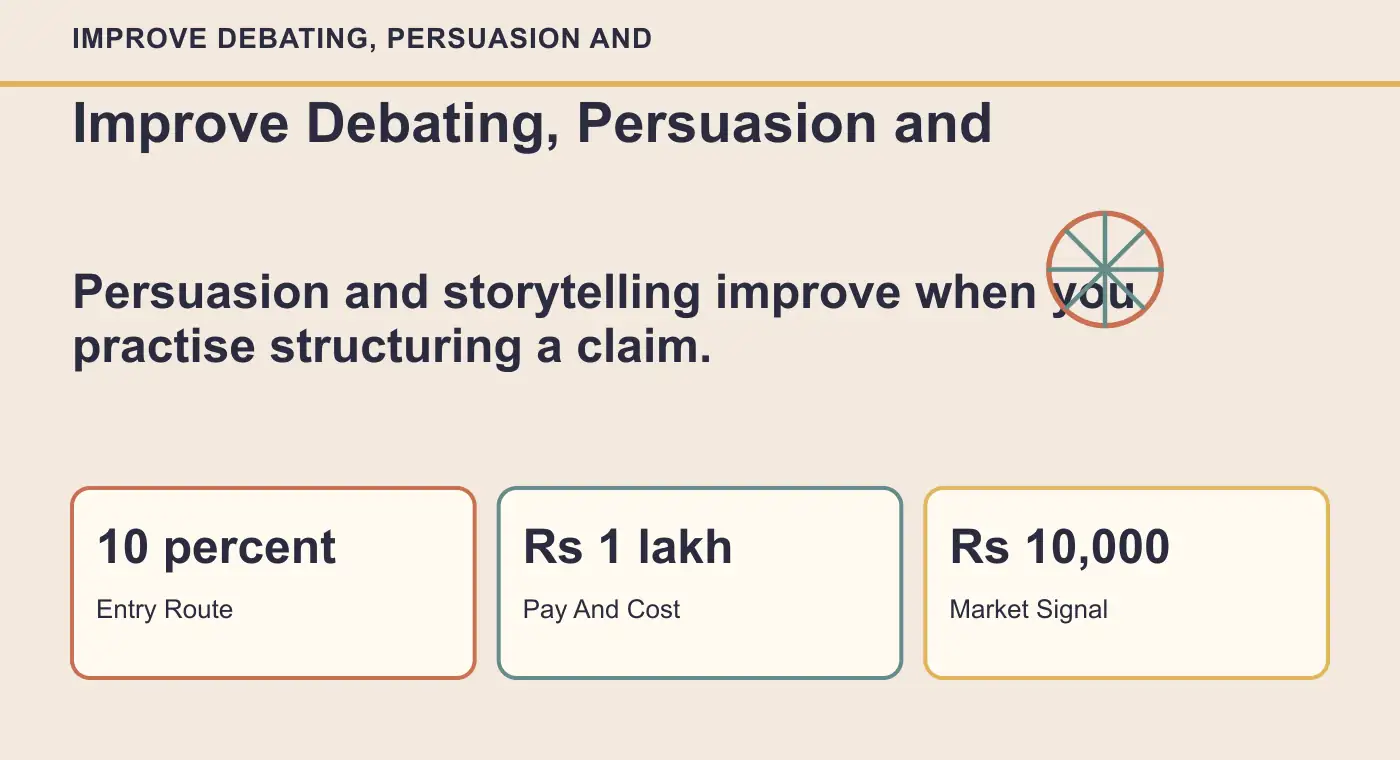 IMPROVE DEBATING, PERSUASION AND
Improve Debating, Persuasion and
Persuasion and storytelling improve when you
practise structuring a claim.
10 percent
Entry Route
Rs 1 lakh
Pay And Cost
Rs 10,000
Market Signal